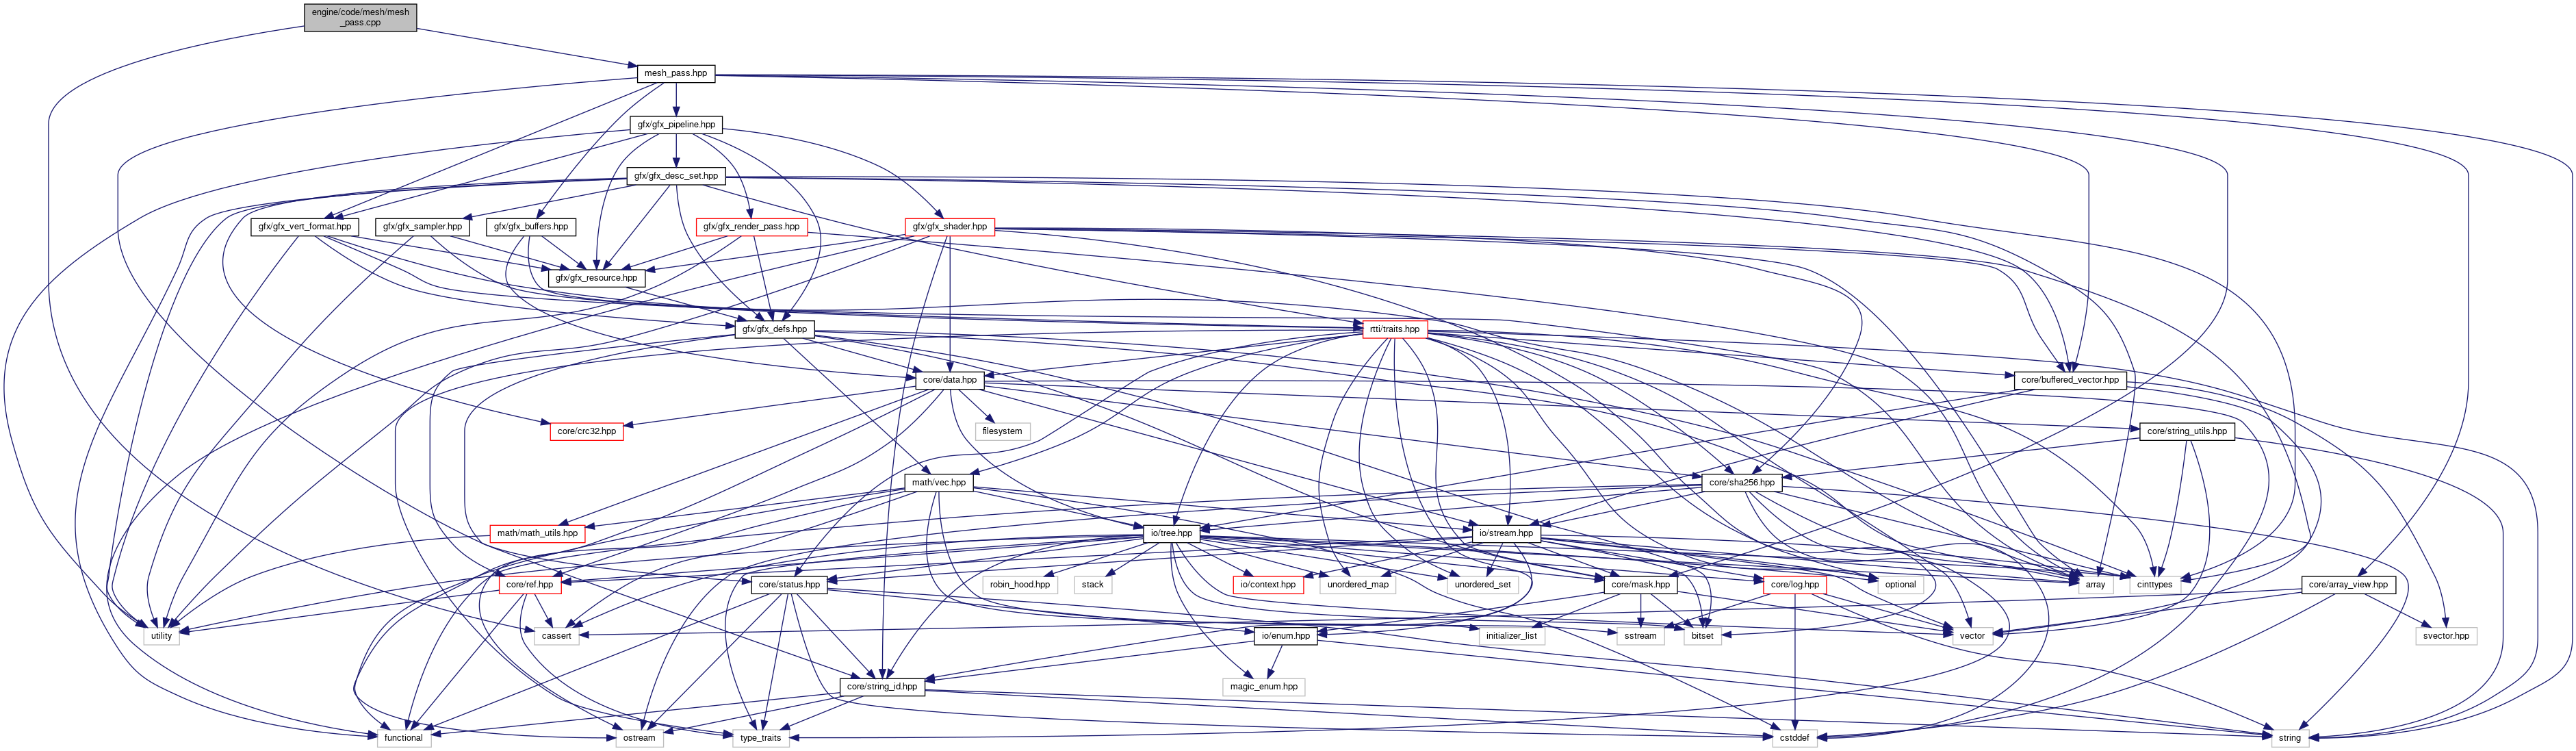 engine/code/mesh/mesh
_pass.cpp
mesh_pass.hpp
gfx/gfx_pipeline.hpp
gfx/gfx_desc_set.hpp
gfx/gfx_vert_format.hpp
gfx/gfx_sampler.hpp
gfx/gfx_buffers.hpp
gfx/gfx_render_pass.hpp
gfx/gfx_shader.hpp
gfx/gfx_resource.hpp
gfx/gfx_defs.hpp
rtti/traits.hpp
core/data.hpp
core/buffered_vector.hpp
core/crc32.hpp
filesystem
core/string_utils.hpp
math/vec.hpp
core/sha256.hpp
math/math_utils.hpp
io/tree.hpp
io/stream.hpp
core/ref.hpp
core/status.hpp
robin_hood.hpp
stack
io/context.hpp
unordered_map
unordered_set
core/mask.hpp
core/log.hpp
optional
array
cinttypes
core/array_view.hpp
utility
cassert
io/enum.hpp
initializer_list
sstream
bitset
vector
svector.hpp
core/string_id.hpp
magic_enum.hpp
functional
ostream
type_traits
cstddef
string